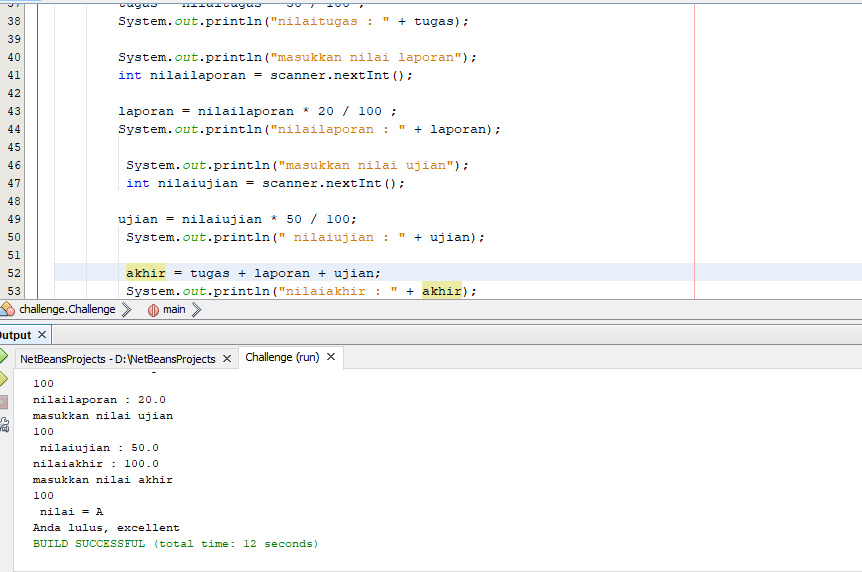 37 tugas = nilaitugas * 30 / 100 ;
38 System.out.println("nilaitugas : " + tugas);
39
40 System.out.println("masukkan nilai laporan");
41 int nilailaporan = scanner.nextInt();
42
43 laporan = nilailaporan * 20 / 100 ;
44 System.out.println("nilailaporan : " + laporan);
45
46 System.out.println("masukkan nilai ujian");
47 int nilaiujian = scanner.nextInt();
48
49 ujian = nilaiujian * 50 / 100;
50 System.out.println(" nilaiujian : " + ujian);
51
52 akhir = tugas + laporan + ujian;
53 System.out.println("nilaiakhir : " + akhir);
challenge.Challenge main
utput ×
NetBeansProjects - D:\NetBeansProjects × Challenge (run) ×
100
nilailaporan : 20.0
masukkan nilai ujian
100
nilaiujian : 50.0
nilaiakhir : 100.0
masukkan nilai akhir
100
nilai = A
Anda lulus, excellent
BUILD SUCCESSFUL (total time: 12 seconds)